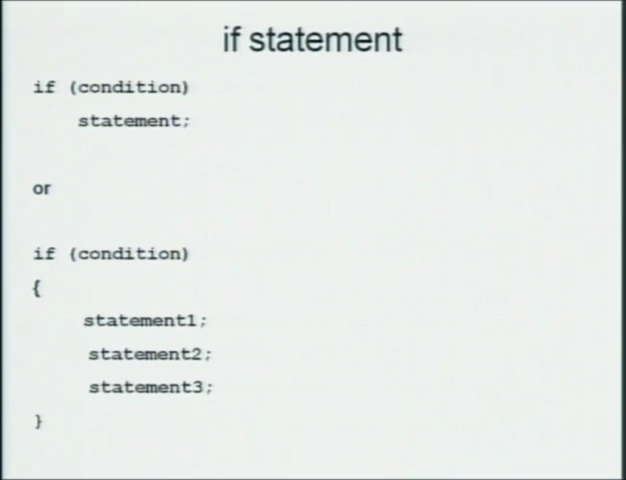 if statement
if (condition)
statement;
or
if (condition)
{
statement1;
statement2;
statement3;
}